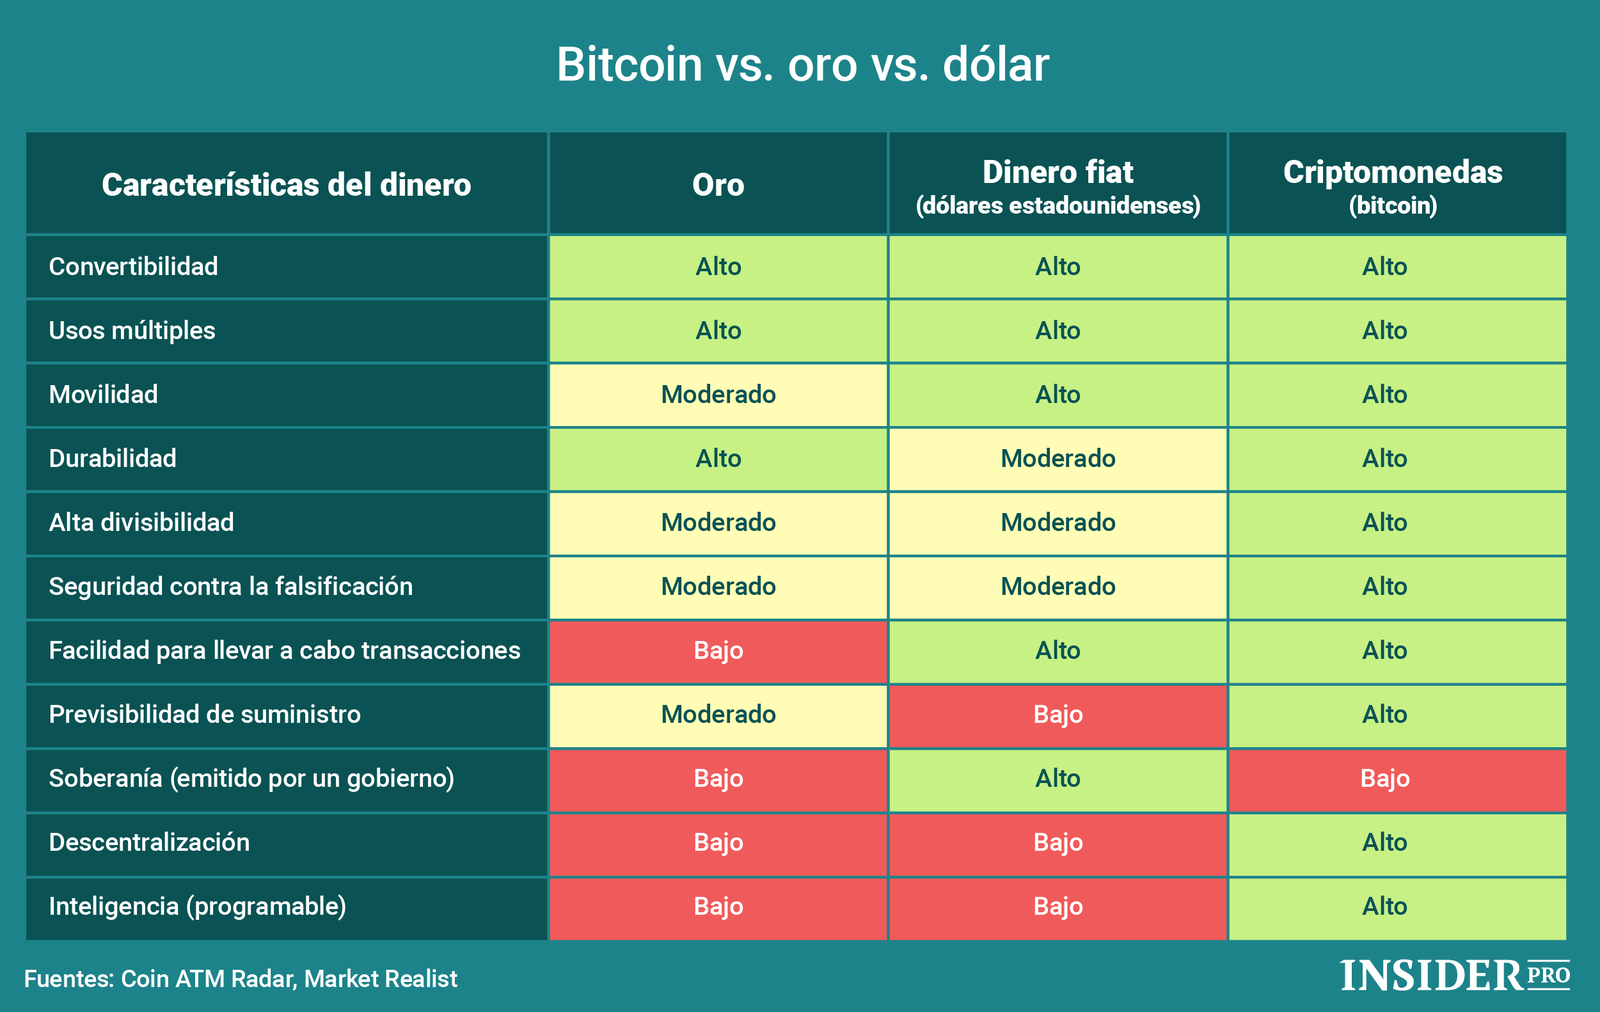 Bitcoin vs. oro vs. dólar
Características del dinero Oro Dinero fiat (dólares estadounidenses) Criptomonedas (bitcoin)
Convertibilidad Alto Alto Alto
Usos múltiples Alto Alto Alto
Movilidad Moderado Alto Alto
Durabilidad Alto Moderado Alto
Alta divisibilidad Moderado Moderado Alto
Seguridad contra la falsificación Moderado Moderado Alto
Facilidad para llevar a cabo transacciones Bajo Alto Alto
Previsibilidad de suministro Moderado Bajo Alto
Soberanía (emitido por un gobierno) Bajo Alto Bajo
Descentralización Bajo Bajo Alto
Inteligencia (programable) Bajo Bajo Alto
Fuentes: Coin ATM Radar, Market Realist
INSIDER PRO